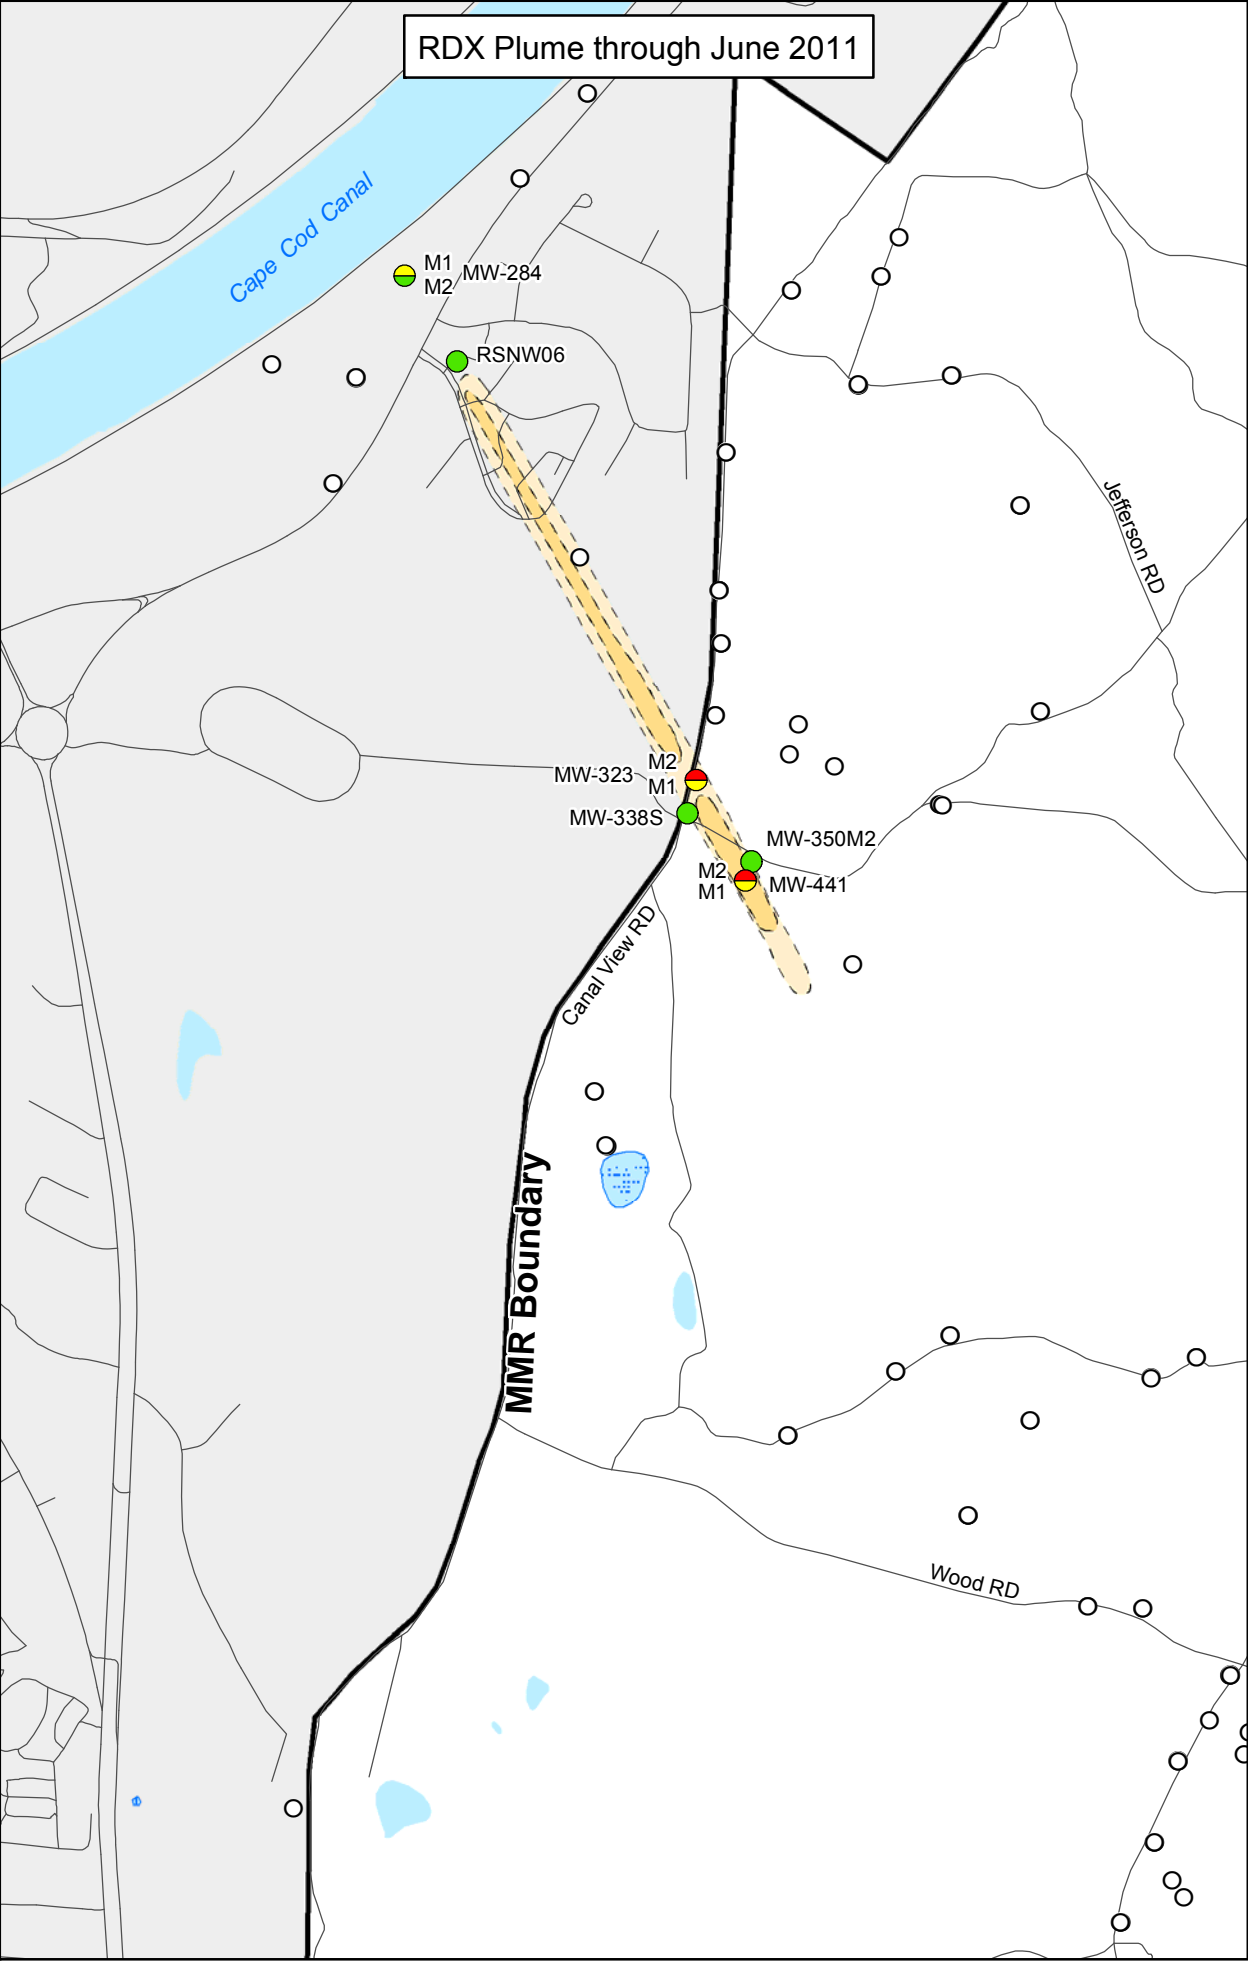 RDX Plume through June 2011
Cape Cod Canal
M1
MW-284
M2
RSNW06
Jefferson RD
M2
MW-323
M1
MW-338S
MW-350M2
M2
MW-441
M1
Canal View RD
MMR Boundary
Wood RD